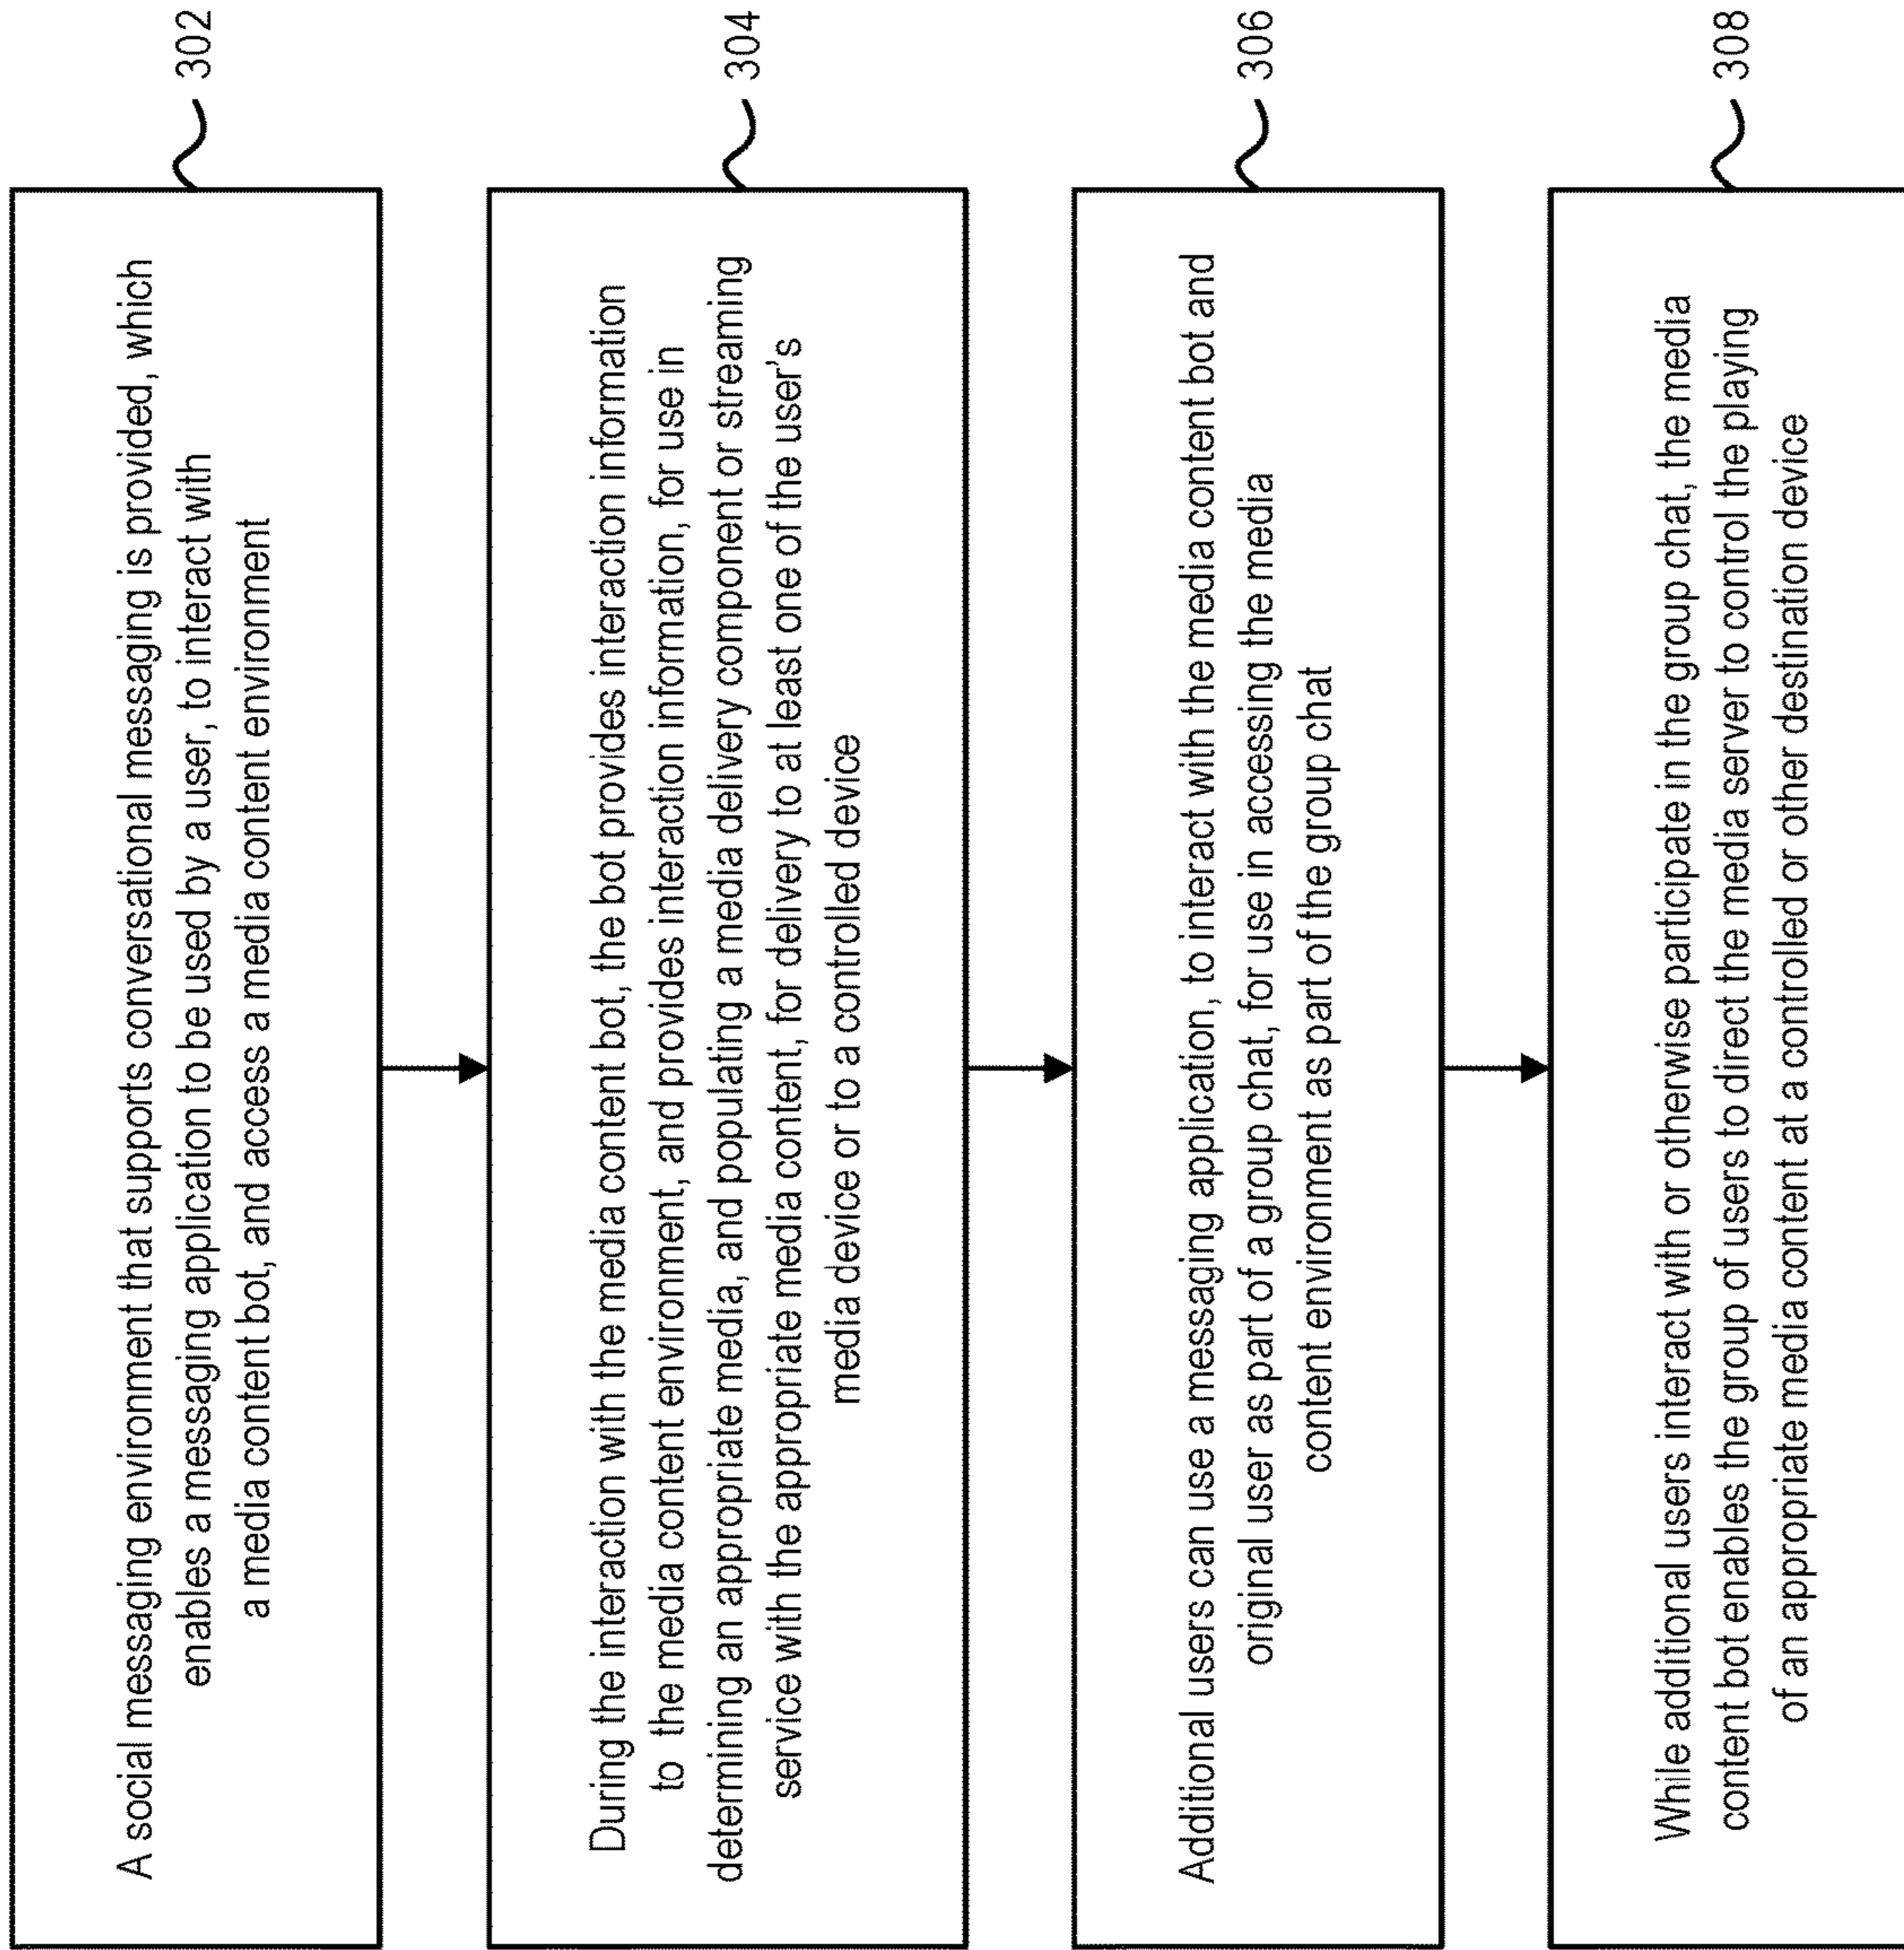 A social messaging environment that supports conversational messaging is provided, which
enables a messaging application to be used by a user, to interact with
a media content bot, and access a media content environment
302
During the interaction with the media content bot, the bot provides interaction information
to the media content environment, and provides interaction information, for use in
determining an appropriate media, and populating a media delivery component or streaming
service with the appropriate media content, for delivery to at least one of the user's
media device or to a controlled device
304
Additional users can use a messaging application, to interact with the media content bot and
original user as part of a group chat, for use in accessing the media
content environment as part of the group chat
306
While additional users interact with or otherwise participate in the group chat, the media
content bot enables the group of users to direct the media server to control the playing
of an appropriate media content at a controlled or other destination device
308